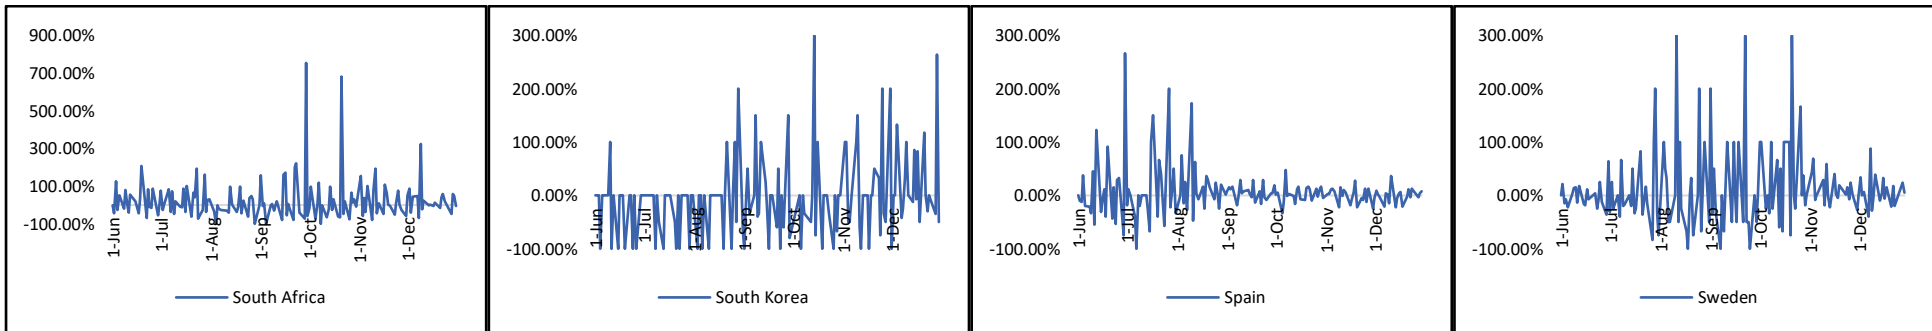 900.00%
700.00%
500.00%
300.00%
100.00%
-100.00%
1-Jun
1-Jul
1-Aug
1-Sep
1-Oct
1-Nov
1-Dec
South Africa
300.00%
200.00%
100.00%
0.00%
-100.00%
1-Jun
1-Jul
1-Aug
1-Sep
1-Oct
1-Nov
1-Dec
South Korea
300.00%
200.00%
100.00%
0.00%
-100.00%
1-Jun
1-Jul
1-Aug
1-Sep
1-Oct
1-Nov
1-Dec
Spain
300.00%
200.00%
100.00%
0.00%
-100.00%
1-Jun
1-Jul
1-Aug
1-Sep
1-Oct
1-Nov
1-Dec
Sweden